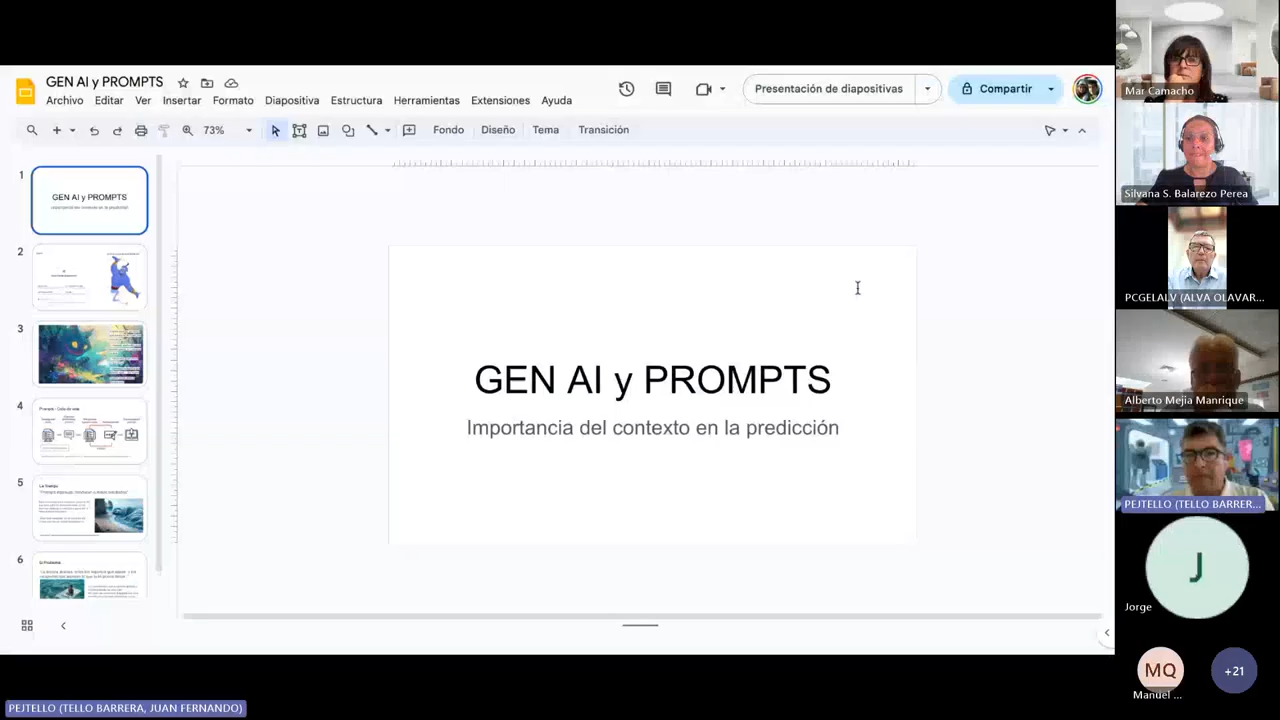 GEN AI y PROMPTS
Archivo Editar Ver Insertar Formato Diapositiva Estructura Herramientas Extensiones Ayuda
Presentación de diapositivas
Compartir
73%
Fondo Diseño Tema Transición
1
GEN AI y PROMPTS
2
3
4
5
6
GEN AI y PROMPTS
Importancia del contexto en la predicción
Mar Camacho
Silvana S. Balarezo Perea
PCGELALV (ALVA OLAVAR...
Alberto Mejia Manrique
PEJTELLO (TELLO BARRER...
J
Jorge
MQ
Manuel ...
+21
PEJTELLO (TELLO BARRERA, JUAN FERNANDO)